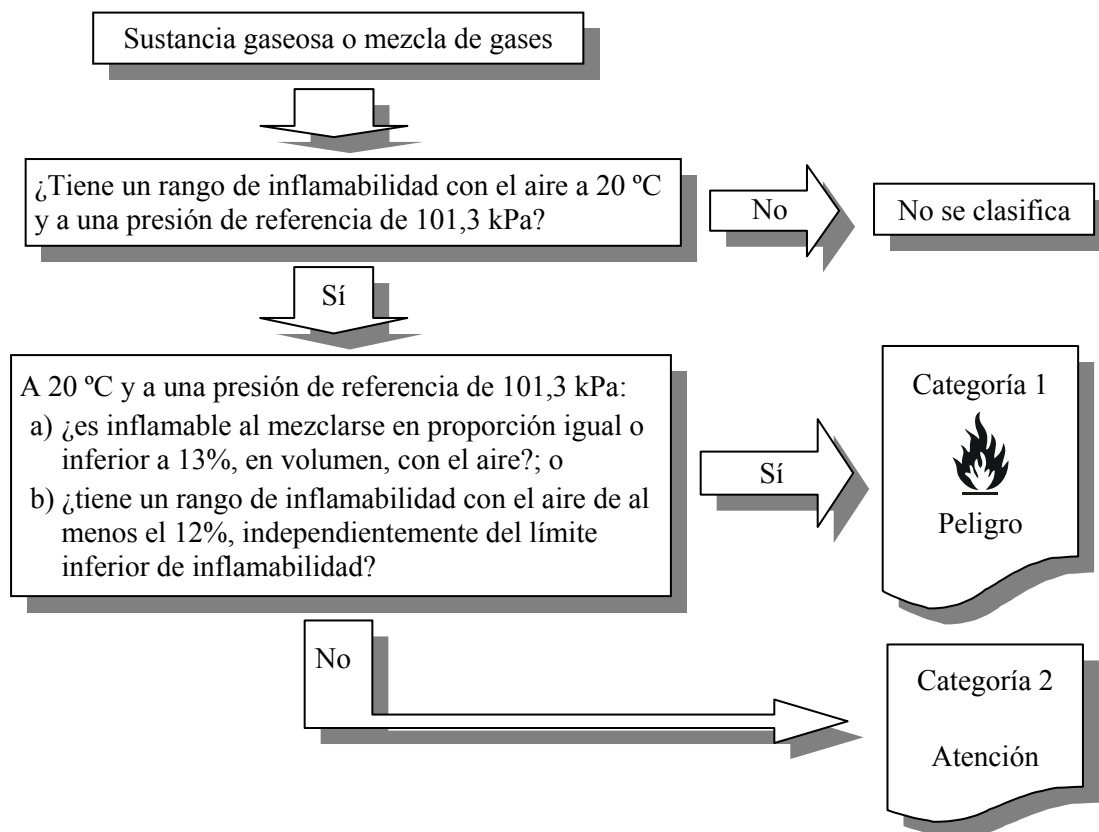 Sustancia gaseosa o mezcla de gases
¿Tiene un rango de inflamabilidad con el aire a 20 ºC
y a una presión de referencia de 101,3 kPa?
No
No se clasifica
Sí
A 20 ºC y a una presión de referencia de 101,3 kPa:
a) ¿es inflamable al mezclarse en proporción igual o
inferior a 13%, en volumen, con el aire?; o
b) ¿tiene un rango de inflamabilidad con el aire de al
menos el 12%, independientemente del límite
inferior de inflamabilidad?
Sí
Categoría 1
Peligro
No
Categoría 2
Atención